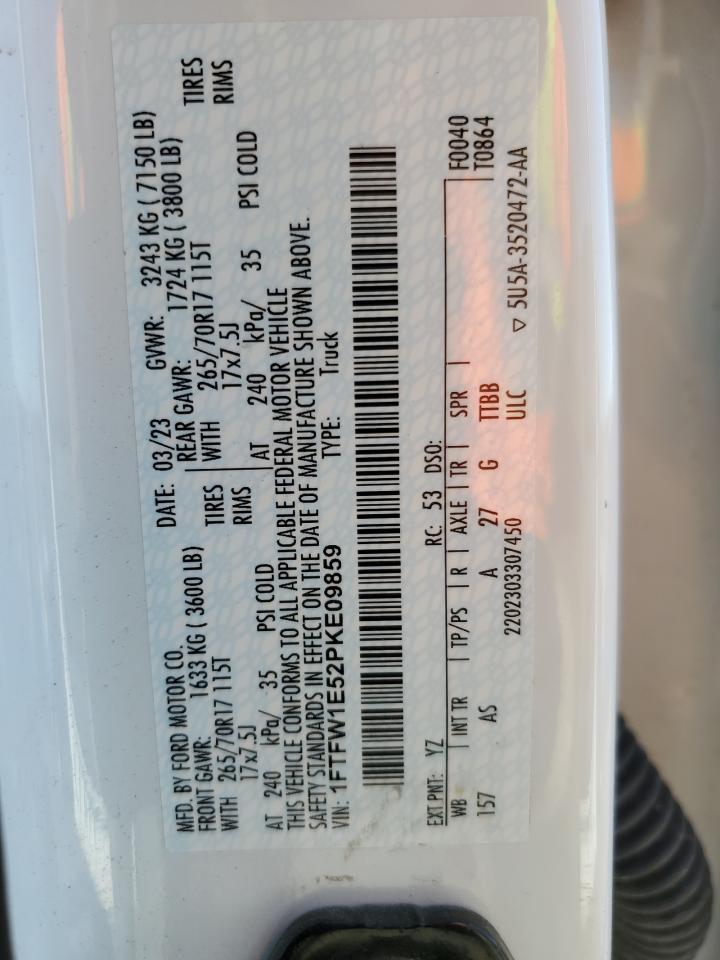 MFD. BY FORD MOTOR CO.
DATE: 03/23 GVWR: 3243 KG ( 7150 LB)
FRONT GAWR: 1633 KG ( 3600 LB) REAR GAWR: 1724 KG ( 3800 LB)
WITH 265/70R17 115T TIRES WITH 265/70R17 115T TIRES
17x7.5J RIMS 17x7.5J RIMS
AT 240 kPa/ 35 PSI COLD AT 240 kPa/ 35 PSI COLD
THIS VEHICLE CONFORMS TO ALL APPLICABLE FEDERAL MOTOR VEHICLE
SAFETY STANDARDS IN EFFECT ON THE DATE OF MANUFACTURE SHOWN ABOVE.
VIN: 1FTFW1E52PKE09859 TYPE: Truck
EXT PNT: YZ RC: 53 DSO:
WB INT TR TP/PS R AXLE TR SPR F0040
157 AS A 27 G TTBB T0864
2202303307450 ULC ▽ 5U5A-3520472-AA